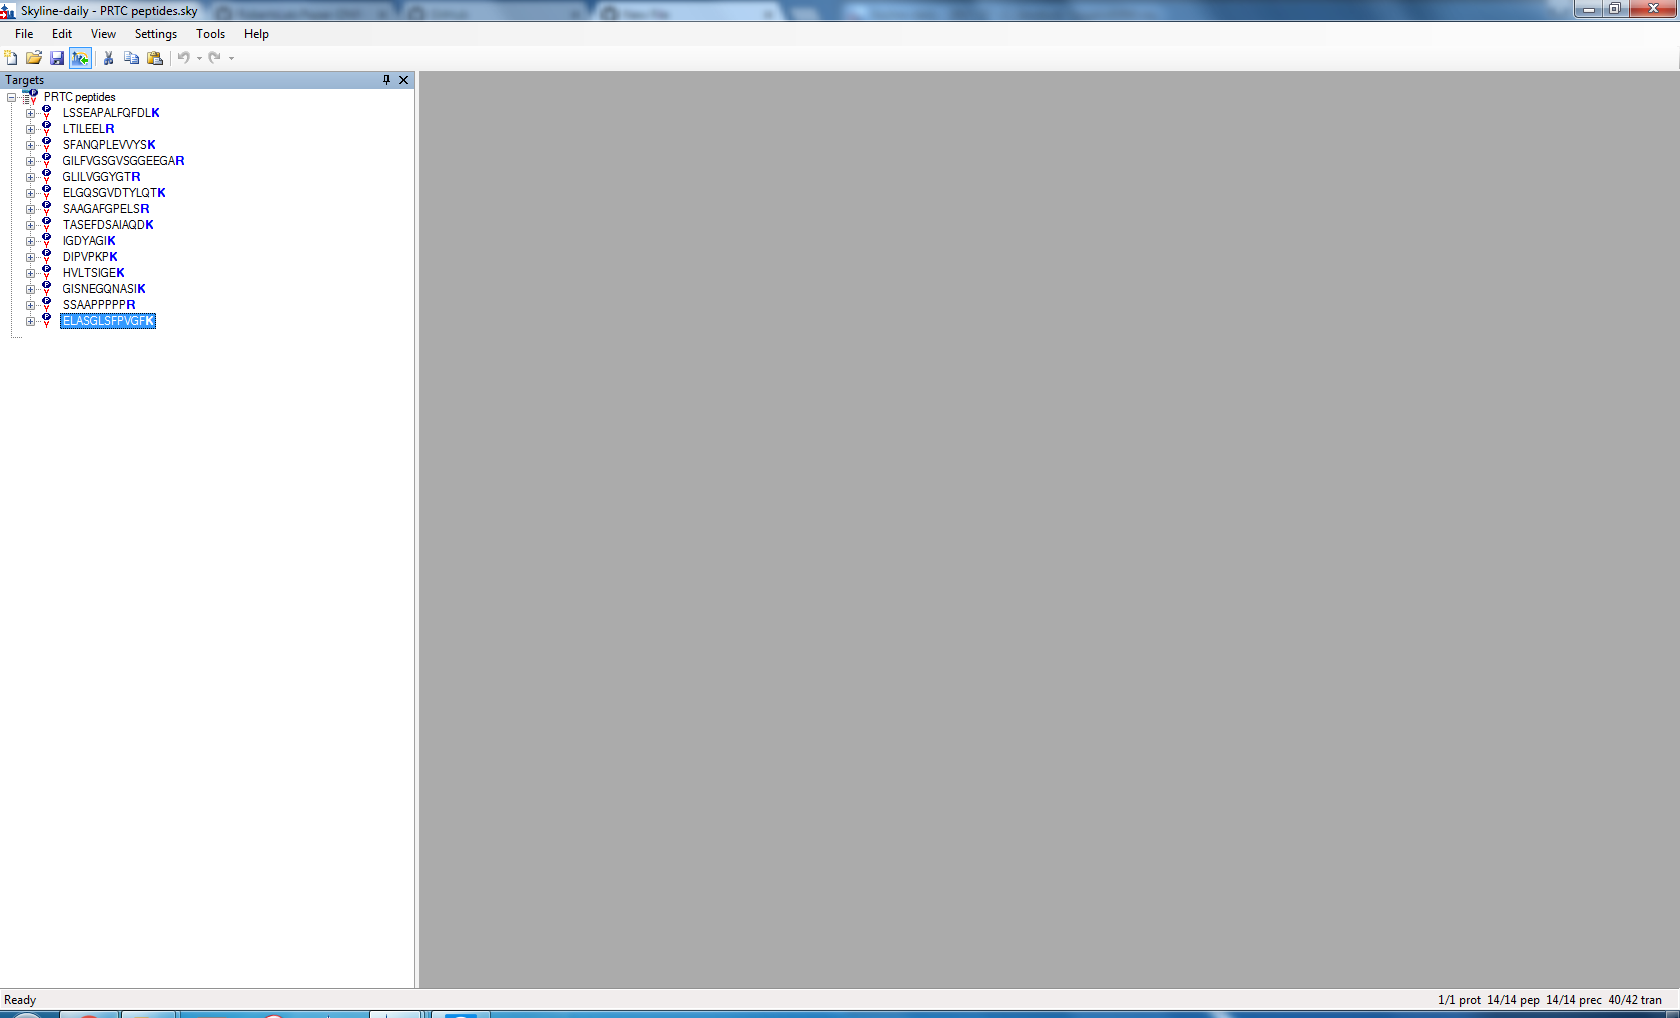 Skyline-daily - PRTC peptides.sky
File Edit View Settings Tools Help
Targets
PRTC peptides
LSSEAPALFQFDLK
LTILEELR
SFANQPLEVVYSK
GILFVGSGVSGGEEGAR
GLILVGGYGTR
ELGQSGVDTYLQTK
SAAGAFGPELSR
TASEFDSAIAQDK
IGDYAGIK
DIPVPKPK
HVLTSIGEK
GISNEGQNASIK
SSAAPPPPPR
ELASGLSFPVGFK
Ready 1/1 prot 14/14 pep 14/14 prec 40/42 tran